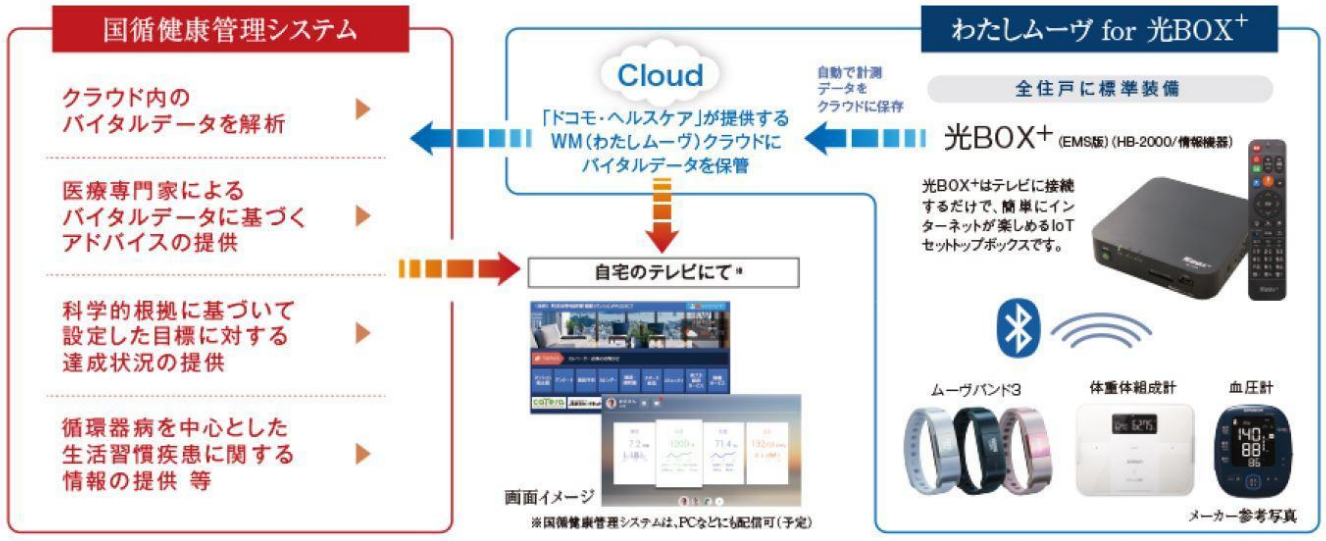 国循健康管理システム
クラウド内の
バイタルデータを解析
医療専門家による
バイタルデータに基づく
アドバイスの提供
科学的根拠に基づいて
設定した目標に対する
達成状況の提供
循環器病を中心とした
生活習慣疾患に関する
情報の提供 等
Cloud
「ドコモ・ヘルスケア」が提供する
WM(わたしムーヴ)クラウドに
バイタルデータを保管
自動で計測
データを
クラウドに保存
自宅のテレビにて※
画面イメージ
※国循健康管理システムは、PCなどにも配信可(予定)
わたしムーヴ for 光BOX+
全住戸に標準装備
光BOX+ (EMS版)(HB-2000/情報機器)
光BOX+はテレビに接続
するだけで、簡単にイン
ターネットが楽しめるIoT
セットトップボックスです。
ムーヴバンド3
体重体組成計
血圧計
140
88
86
メーカー参考写真